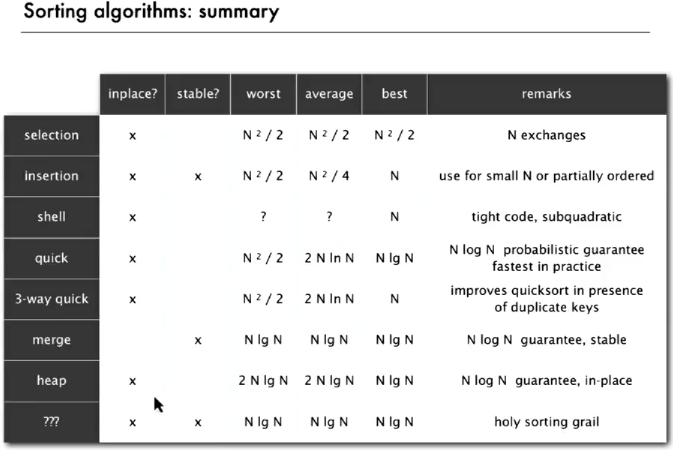 Sorting algorithms: summary
inplace? stable? worst average best remarks
selection x N ² / 2 N ² / 2 N ² / 2 N exchanges
insertion x x N ² / 2 N ² / 4 N use for small N or partially ordered
shell x ? ? N tight code, subquadratic
quick x N ² / 2 2 N ln N N lg N N log N probabilistic guarantee
fastest in practice
3-way quick x N ² / 2 2 N ln N N improves quicksort in presence
of duplicate keys
merge x N lg N N lg N N lg N N log N guarantee, stable
heap x 2 N lg N 2 N lg N N lg N N log N guarantee, in-place
??? x x N lg N N lg N N lg N holy sorting grail